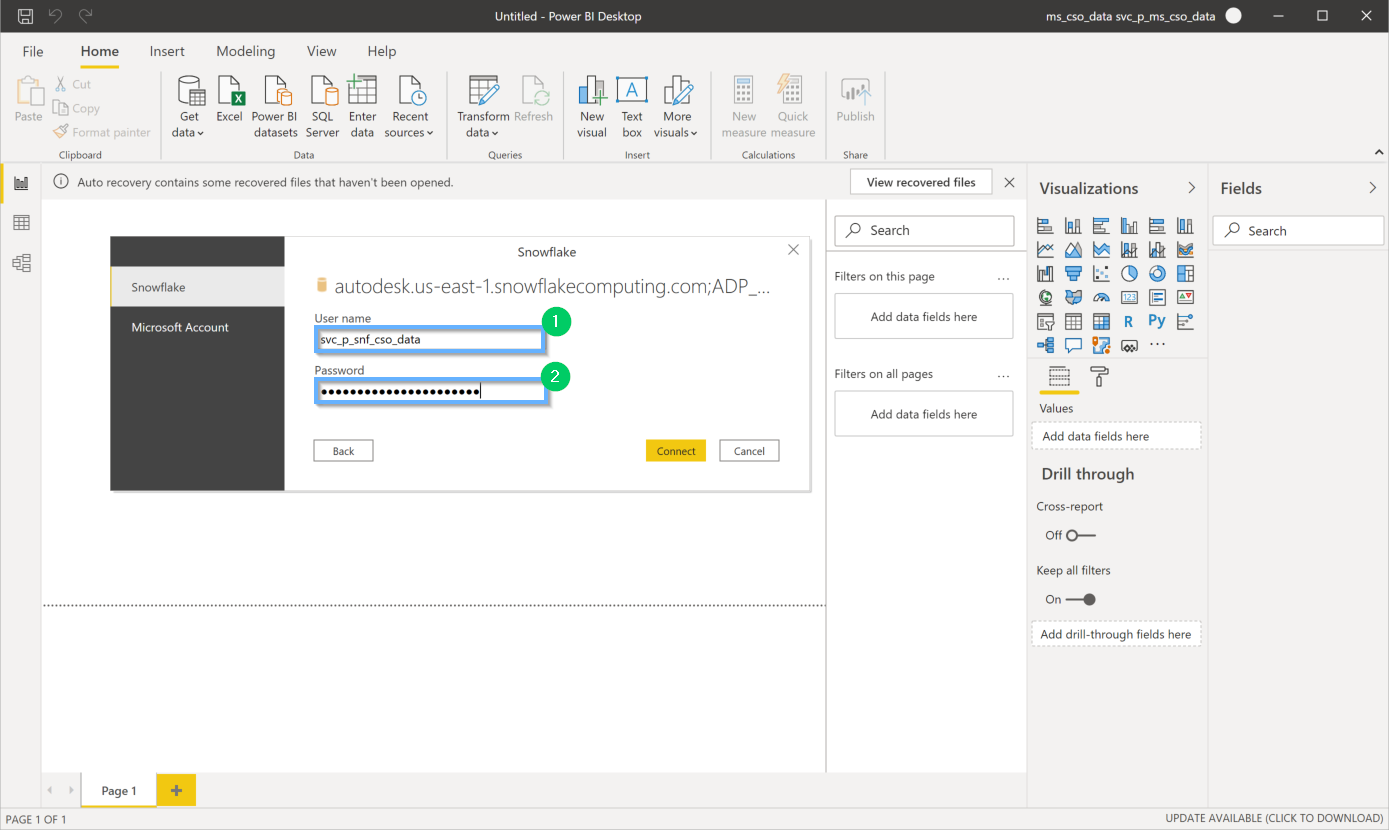 Untitled - Power BI Desktop
ms_cso_data svc_p_ms_cso_data
File
Home
Insert
Modeling
View
Help
Paste
Cut
Copy
Format painter
Clipboard
Get
data
Excel
Power BI
datasets
SQL
Server
Enter
data
Recent
sources
Data
Transform
data
Refresh
Queries
New
visual
Text
box
More
visuals
Insert
New
measure
Quick
measure
Calculations
Publish
Share
Auto recovery contains some recovered files that haven't been opened.
View recovered files
Snowflake
Microsoft Account
Snowflake
autodesk.us-east-1.snowflakecomputing.com;ADP_...
User name
1
svc_p_snf_cso_data
Password
2
●●●●●●●●●●●●●●●●●●●●●●
Back
Connect
Cancel
Search
Filters on this page
...
Add data fields here
Filters on all pages
...
Add data fields here
Visualizations
123
R
Py
...
Values
Add data fields here
Drill through
Cross-report
Off
Keep all filters
On
Add drill-through fields here
Fields
Search
Page 1
+
PAGE 1 OF 1
UPDATE AVAILABLE (CLICK TO DOWNLOAD)